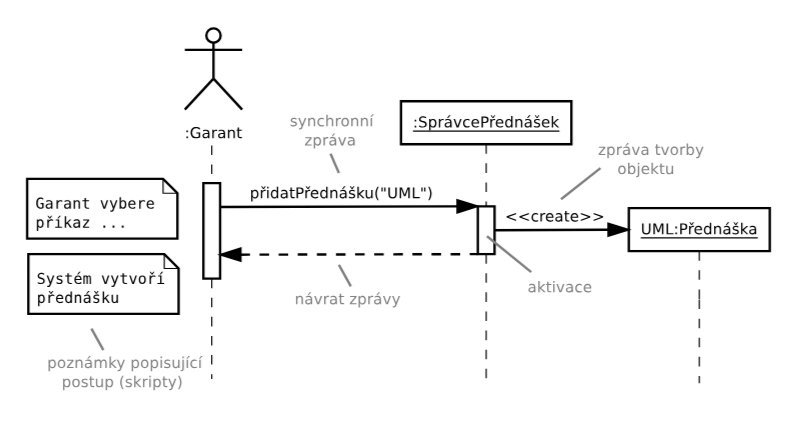 :Garant
synchronní
zpráva
:SprávcePřednášek
zpráva tvorby
objektu
Garant vybere
příkaz ...
přidatPřednášku("UML")
<<create>>
UML:Přednáška
Systém vytvoří
přednášku
návrat zprávy
aktivace
poznámky popisující
postup (skripty)